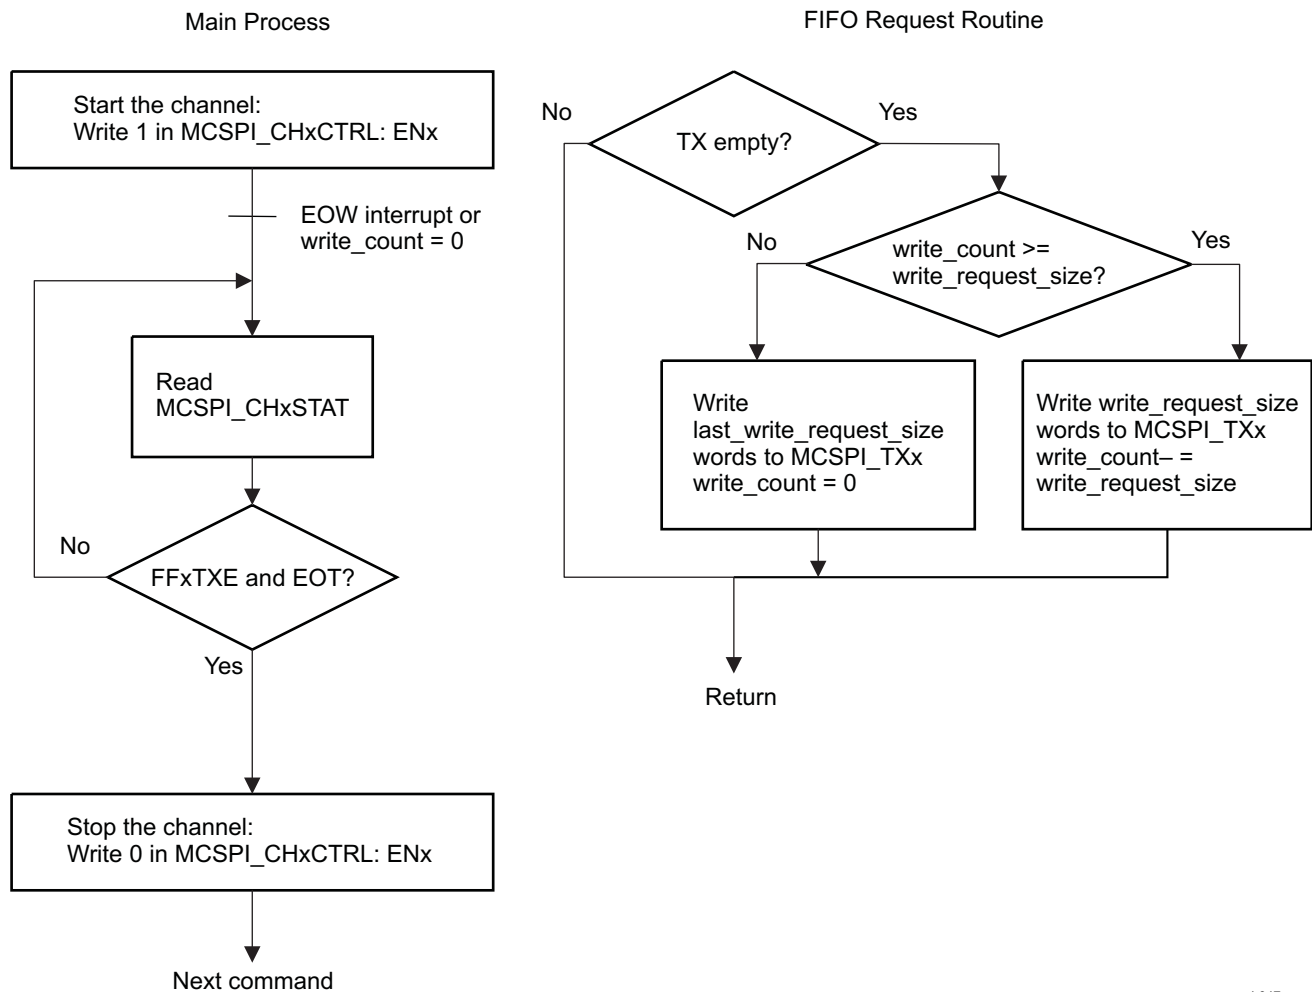 Main Process
Start the channel:
Write 1 in MCSPI_CHxCTRL: ENx
EOW interrupt or
write_count = 0
Read
MCSPI_CHxSTAT
No
FFxTXE and EOT?
Yes
Stop the channel:
Write 0 in MCSPI_CHxCTRL: ENx
Next command
FIFO Request Routine
No
TX empty?
Yes
No
write_count >=
write_request_size?
Yes
Write
last_write_request_size
words to MCSPI_TXx
write_count = 0
Write write_request_size
words to MCSPI_TXx
write_count– =
write_request_size
Return